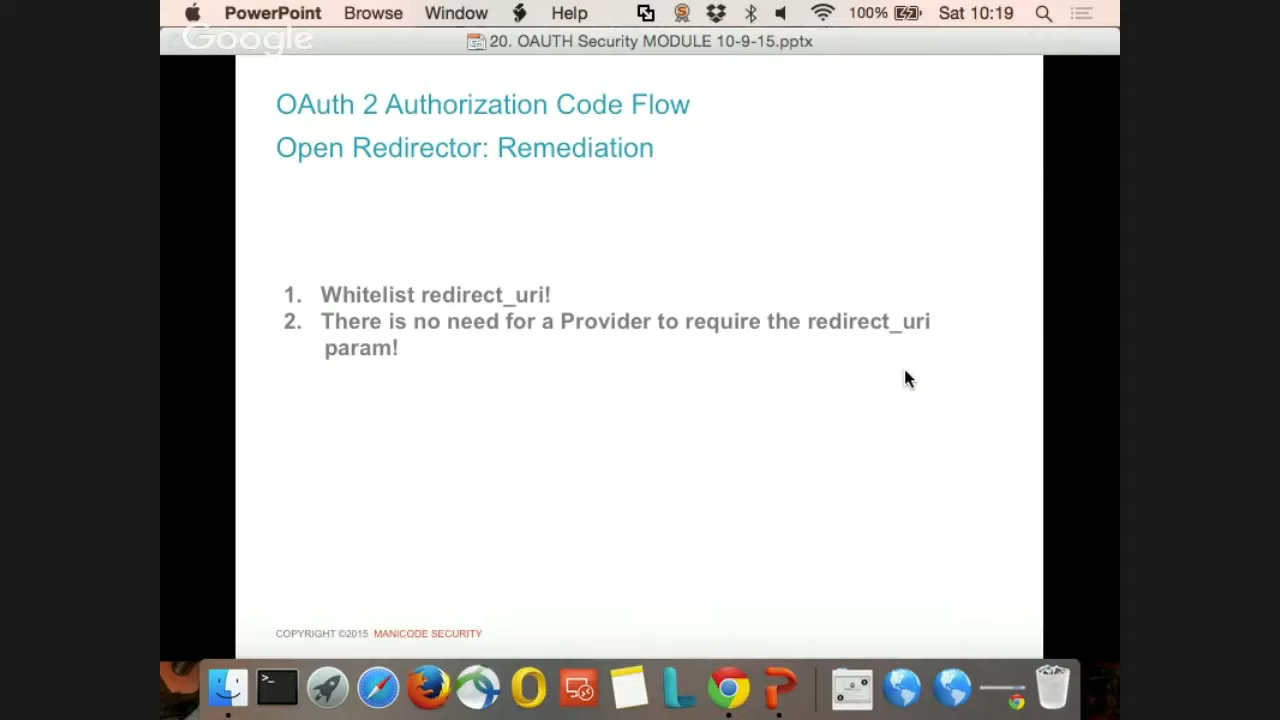 PowerPoint Browse Window Help 100% Sat 10:19
Google
20. OAUTH Security MODULE 10-9-15.pptx
OAuth 2 Authorization Code Flow
Open Redirector: Remediation
1. Whitelist redirect_uri!
2. There is no need for a Provider to require the redirect_uri
param!
COPYRIGHT ©2015 MANICODE SECURITY